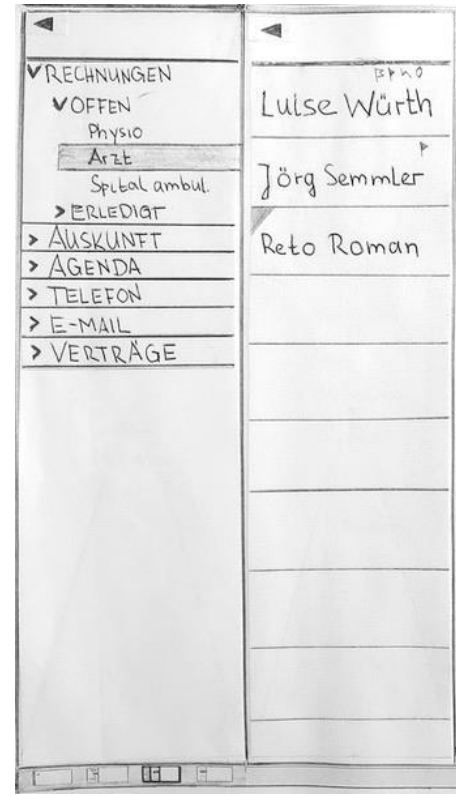 RECHNUNGEN
OFFEN
Physio
Arzt
Spital ambul.
ERLEDIGT
AUSKUNFT
AGENDA
TELEFON
E-MAIL
VERTRÄGE
Luise Würth
Jörg Semmler
Reto Roman